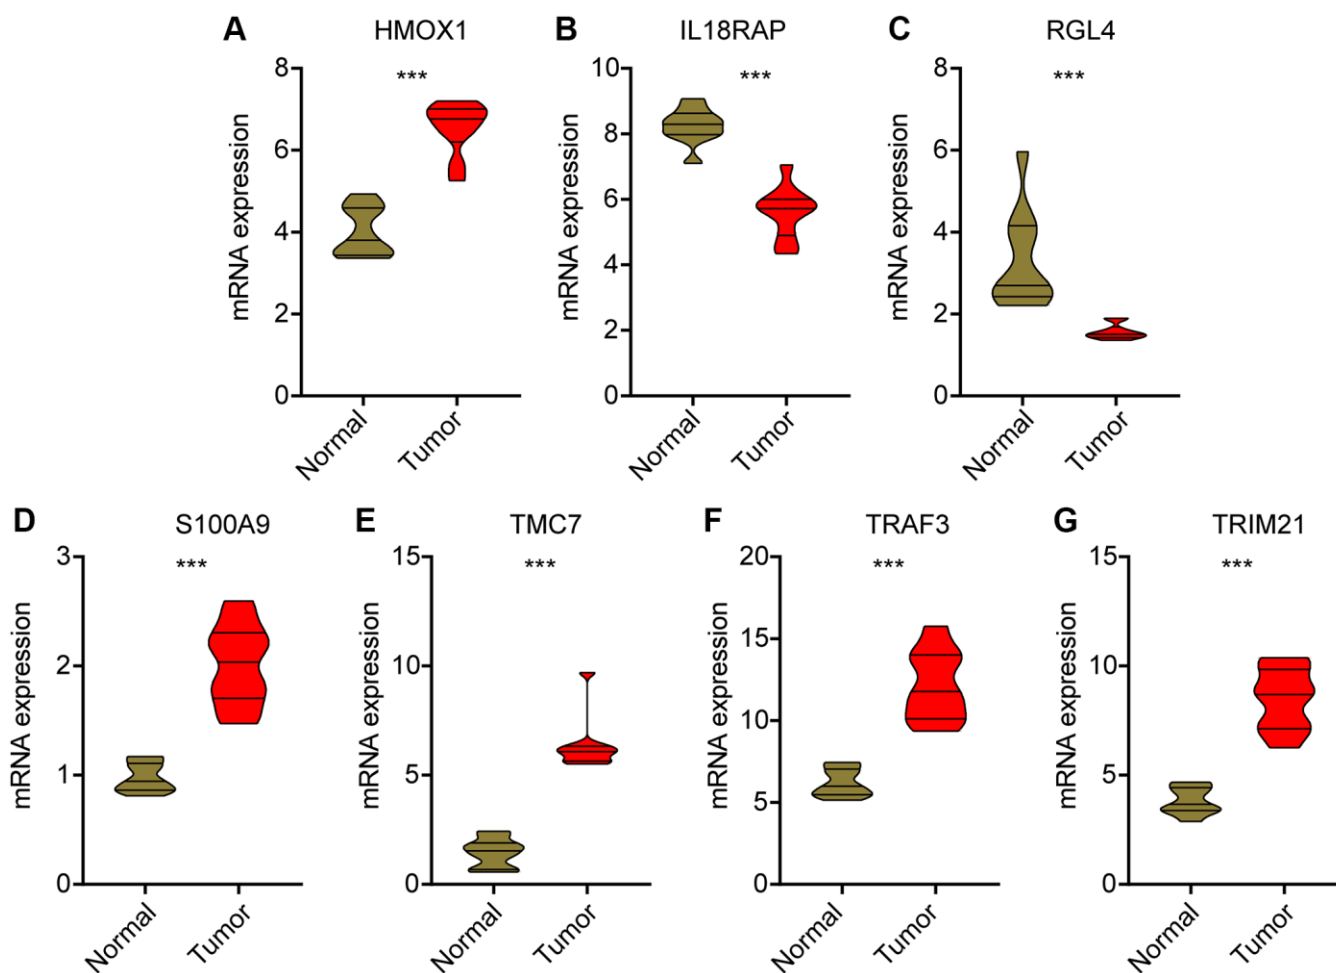 A HMOX1
***
mRNA expression
8
6
4
2
0
Normal Tumor
B IL18RAP
***
mRNA expression
10
8
6
4
2
0
Normal Tumor
C RGL4
***
mRNA expression
8
6
4
2
0
Normal Tumor
D S100A9
***
mRNA expression
3
2
1
0
Normal Tumor
E TMC7
***
mRNA expression
15
10
5
0
Normal Tumor
F TRAF3
***
mRNA expression
20
15
10
5
0
Normal Tumor
G TRIM21
***
mRNA expression
15
10
5
0
Normal Tumor